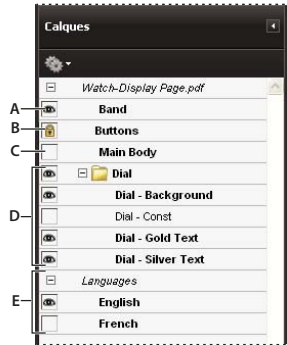 Calques
Watch-Display Page.pdf
A Band
B Buttons
C Main Body
Dial
Dial - Background
D Dial - Const
Dial - Gold Text
Dial - Silver Text
E Languages
English
French